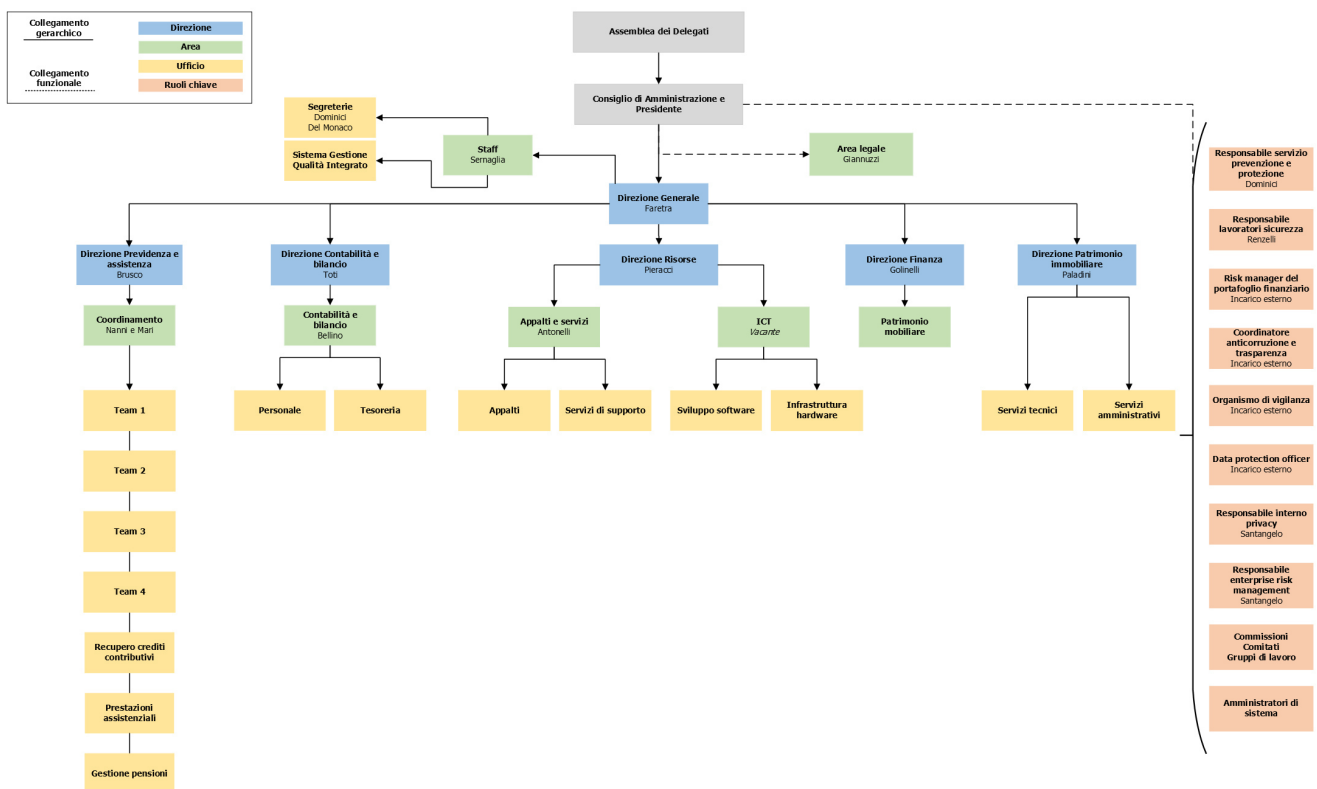 Collegamento
gerarchico
Direzione
Area
Collegamento
funzionale
Ufficio
Ruoli chiave
Assemblea dei Delegati
Consiglio di Amministrazione e
Presidente
Segreterie
Dominici
Del Monaco
Sistema Gestione
Qualità Integrato
Staff
Sernaglia
Area legale
Giannuzzi
Direzione Generale
Faretra
Direzione Previdenza e
assistenza
Brusco
Direzione Contabilità e
bilancio
Toti
Direzione Risorse
Pieracci
Direzione Finanza
Golinelli
Direzione Patrimonio
immobiliare
Paladini
Coordinamento
Nanni e Mari
Contabilità e
bilancio
Bellino
Appalti e servizi
Antonelli
ICT
Vacante
Patrimonio
mobiliare
Team 1
Personale
Tesoreria
Appalti
Servizi di supporto
Sviluppo software
Infrastruttura
hardware
Servizi tecnici
Servizi
amministrativi
Team 2
Team 3
Team 4
Recupero crediti
contributivi
Prestazioni
assistenziali
Gestione pensioni
Responsabile servizio
prevenzione e
protezione
Dominici
Responsabile
lavoratori sicurezza
Renzelli
Risk manager del
portafoglio finanziario
Incarico esterno
Coordinatore
anticorruzione e
trasparenza
Incarico esterno
Organismo di vigilanza
Incarico esterno
Data protection officer
Incarico esterno
Responsabile interno
privacy
Santangelo
Responsabile
enterprise risk
management
Santangelo
Commissioni
Comitati
Gruppi di lavoro
Amministratori di
sistema